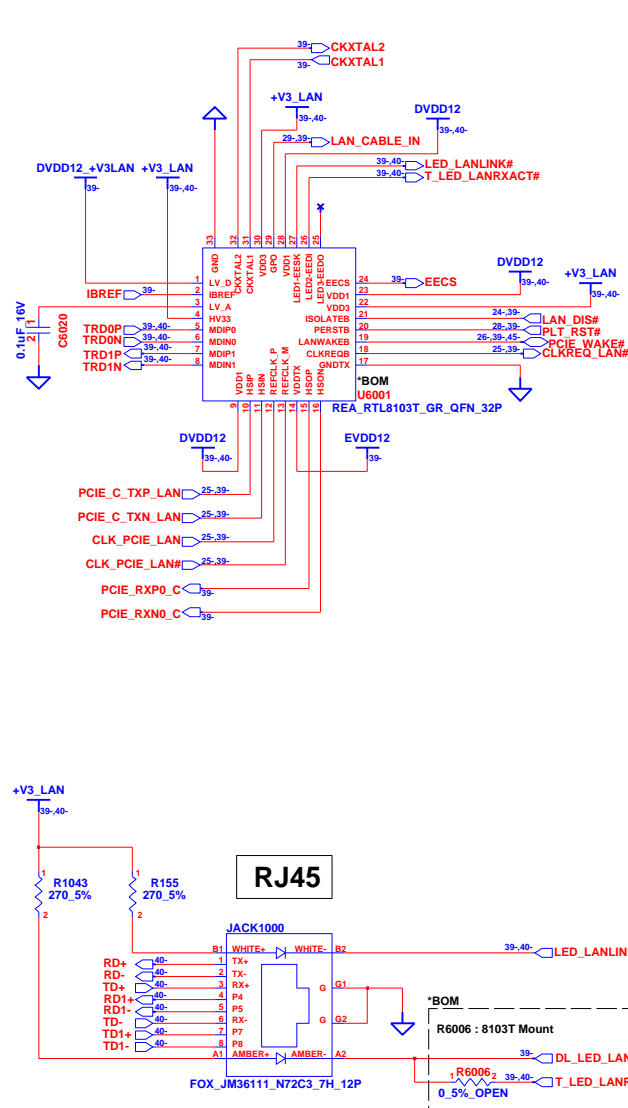 39- CKXTAL2
39- CKXTAL1
+V3_LAN
39-,40-
DVDD12
39-,40-
29-,39- LAN_CABLE_IN
DVDD12_+V3LAN +V3_LAN
39- 39-,40-
39-,40- LED_LANLINK#
39-,40- T_LED_LANRXACT#
33 32 31 30 29 28 27 26 25
GND CKXTAL2 CKXTAL1 VDD3 GPO VDD1 LED1-EESK LED2-EEDI LED3-EEDO
DVDD12
39-,40-
+V3_LAN
39-,40-
1 LV_D
IBREF 39- 2 IBREF
3 LV_A
4 HV33
TRD0P 39-,40- 5 MDIP0
TRD0N 39-,40- 6 MDIN0
TRD1P 39-,40- 7 MDIP1
TRD1N 39-,40- 8 MDIN1
0.1uF_16V
1 2
C6020
EECS 24 39- EECS
VDD1 23
VDD3 22
ISOLATEB 21 24-,39- LAN_DIS#
PERSTB 20 28-,39- PLT_RST#
LANWAKEB 19 26-,39-,45- PCIE_WAKE#
CLKREQB 18 25-,39- CLKREQ_LAN#
GNDTX 17
VDD1 HSIP HSIN REFCLK_P REFCLK_M VDDTX HSOP HSON
9 10 11 12 13 14 15 16
*BOM
U6001
REA_RTL8103T_GR_QFN_32P
DVDD12
39-,40-
EVDD12
39-
PCIE_C_TXP_LAN 25-,39-
PCIE_C_TXN_LAN 25-,39-
CLK_PCIE_LAN 25-,39-
CLK_PCIE_LAN# 25-,39-
PCIE_RXP0_C 39-
PCIE_RXN0_C 39-
+V3_LAN
39-,40-
1 R1043 270_5% 2
1 R155 270_5% 2
RJ45
JACK1000
B1 WHITE+ WHITE- B2
39-,40-
RD+ 40- 1 TX+
RD- 40- 2 TX-
TD+ 40- 3 RX+
RD1+ 40- 4 P4
RD1- 40- 5 P5
TD- 40- 6 RX-
TD1+ 40- 7 P7
TD1- 40- 8 P8
G G1
G G2
A1 AMBER+ AMBER- A2
FOX_JM36111_N72C3_7H_12P
*BOM
R6006 : 8103T Mount
39- DL_LED_LAN
1 R6006 2 39-,40-
0_5%_OPEN